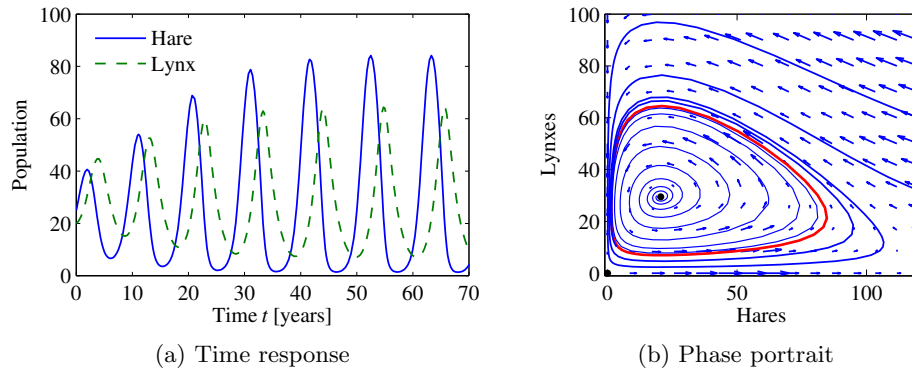 100
80
60
40
20
0
Population
Hare
Lynx
0 10 20 30 40 50 60 70
Time t [years]
(a) Time response
100
80
60
40
20
0
Lynxes
0 50 100
Hares
(b) Phase portrait